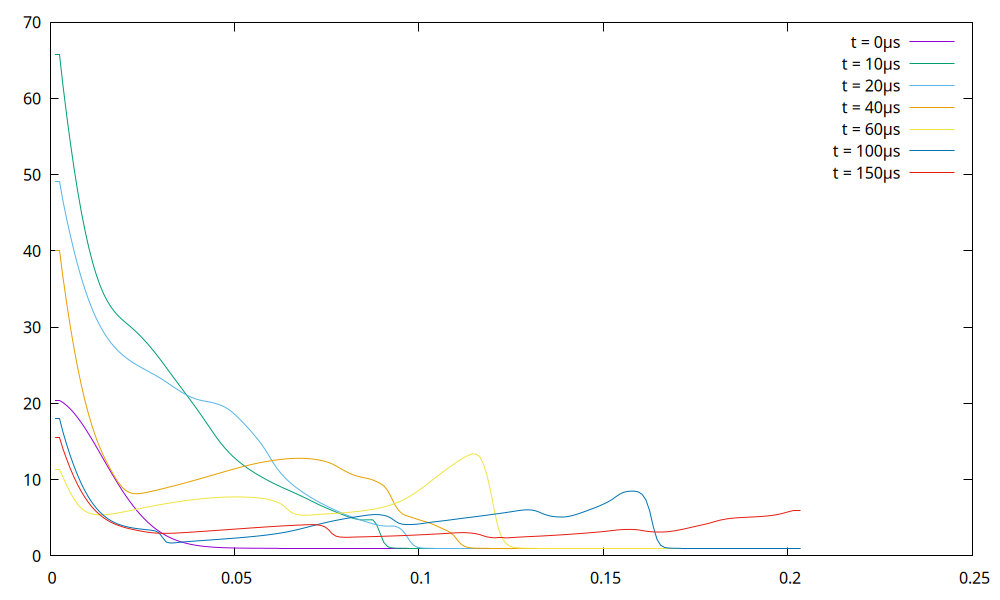 70
60
50
40
30
20
10
0
0
0.05
0.1
0.15
0.2
0.25
t = 0µs
t = 10µs
t = 20µs
t = 40µs
t = 60µs
t = 100µs
t = 150µs